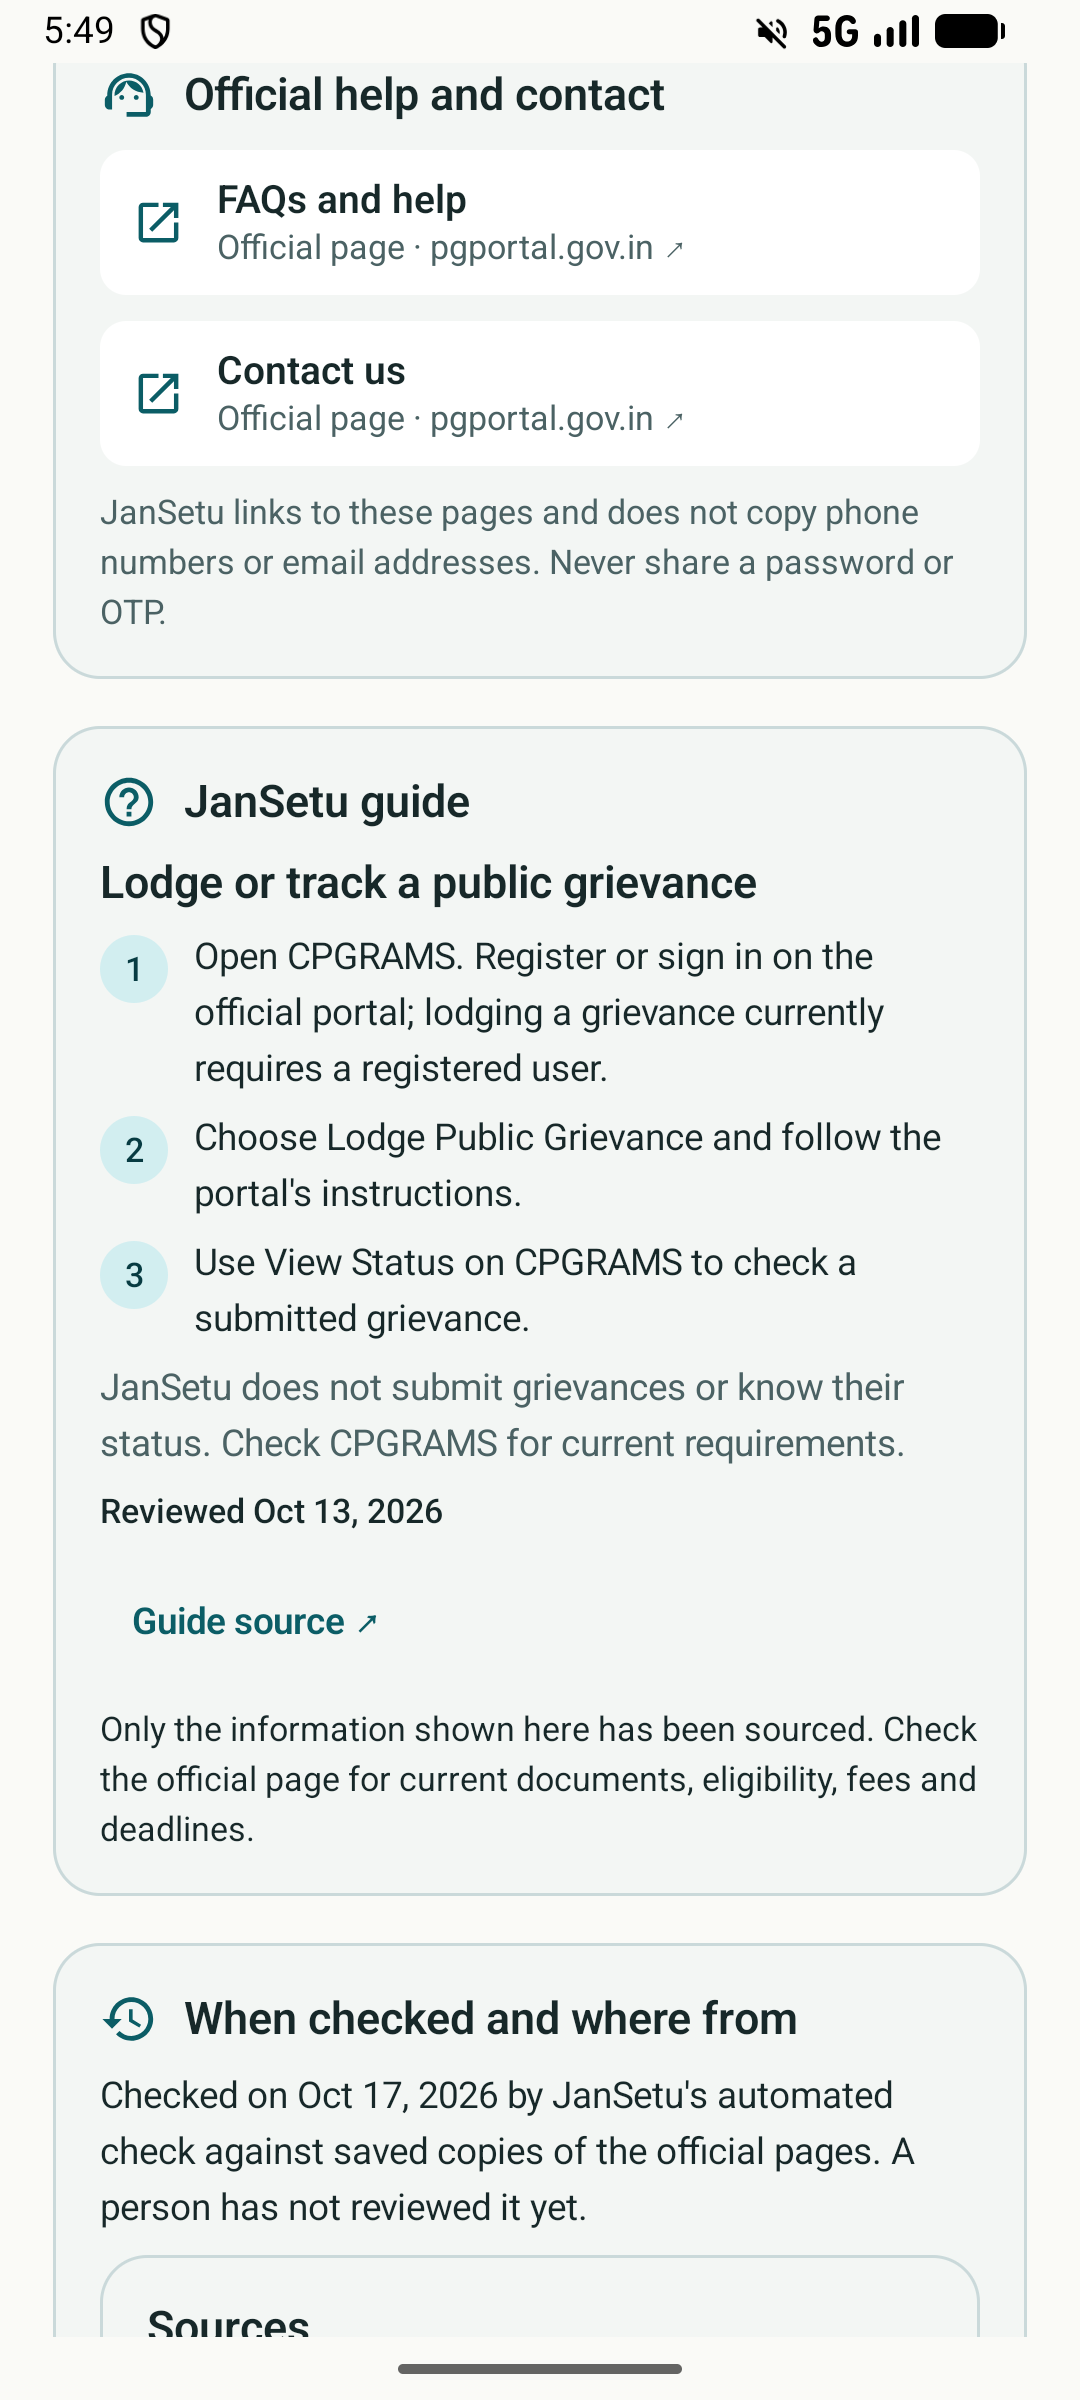 5:49
5G
Official help and contact
FAQs and help
Official page · pgportal.gov.in ↗
Contact us
Official page · pgportal.gov.in ↗
JanSetu links to these pages and does not copy phone
numbers or email addresses. Never share a password or
OTP.
JanSetu guide
Lodge or track a public grievance
1 Open CPGRAMS. Register or sign in on the
official portal; lodging a grievance currently
requires a registered user.
2 Choose Lodge Public Grievance and follow the
portal's instructions.
3 Use View Status on CPGRAMS to check a
submitted grievance.
JanSetu does not submit grievances or know their
status. Check CPGRAMS for current requirements.
Reviewed Oct 13, 2026
Guide source ↗
Only the information shown here has been sourced. Check
the official page for current documents, eligibility, fees and
deadlines.
When checked and where from
Checked on Oct 17, 2026 by JanSetu's automated
check against saved copies of the official pages. A
person has not reviewed it yet.
Sources